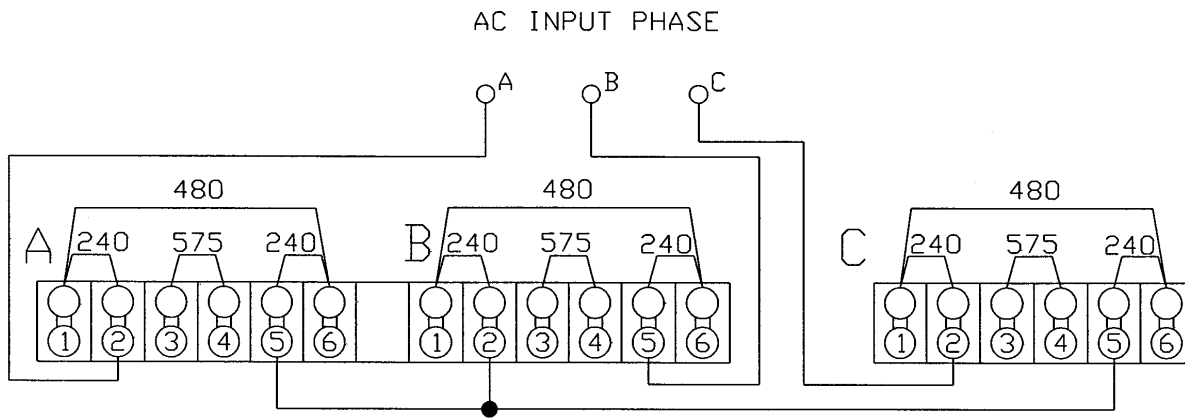 AC INPUT PHASE
A B C
480 480 480
A 240 575 240 B 240 575 240 C 240 575 240
1 2 3 4 5 6 1 2 3 4 5 6 1 2 3 4 5 6